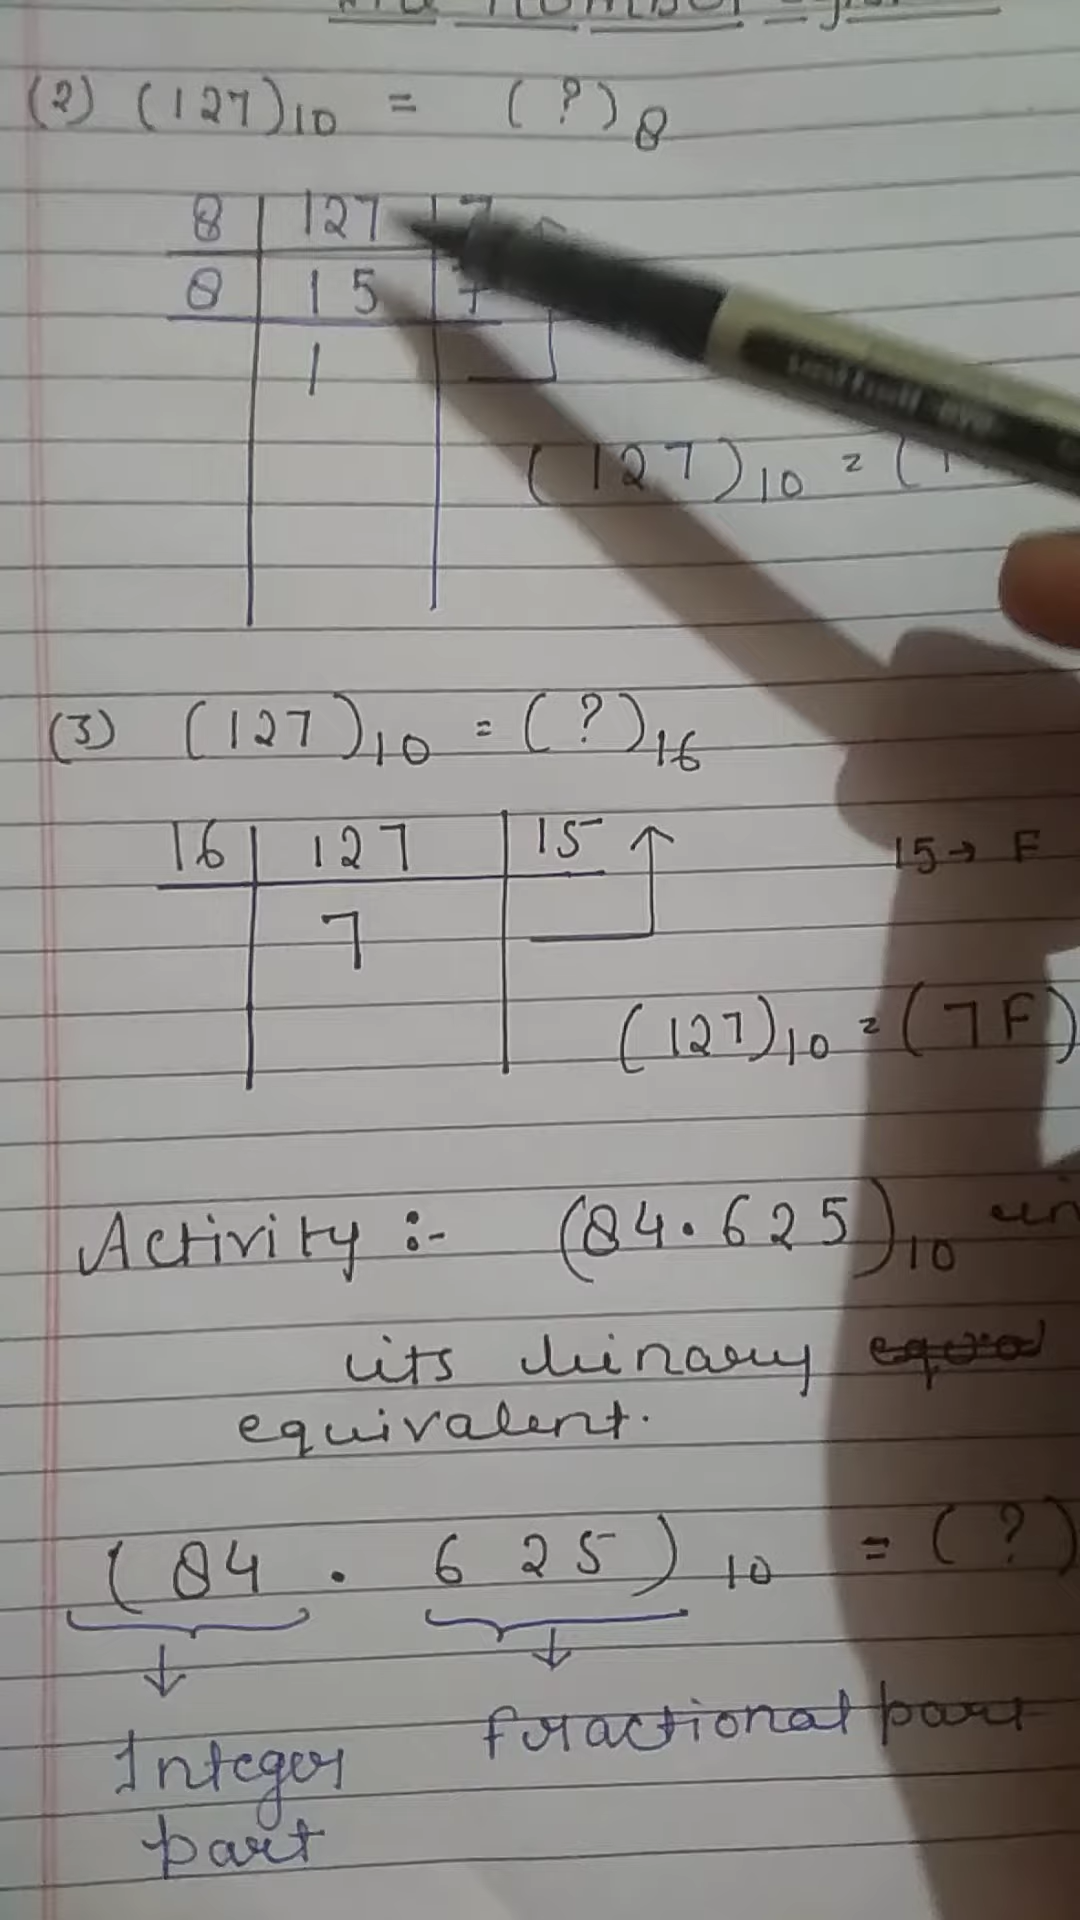 (2) (127)10 = (?)8
8 127 7
8 15 7
1
(127)10 = (1
(3) (127)10 = (?)16
16 127 15
15→ F
7
(127)10 = (7F)
Activity :- (84.625)10 in
its binary
equivalent.
(84 . 625)10 = (?)
fractional part
Integer
part